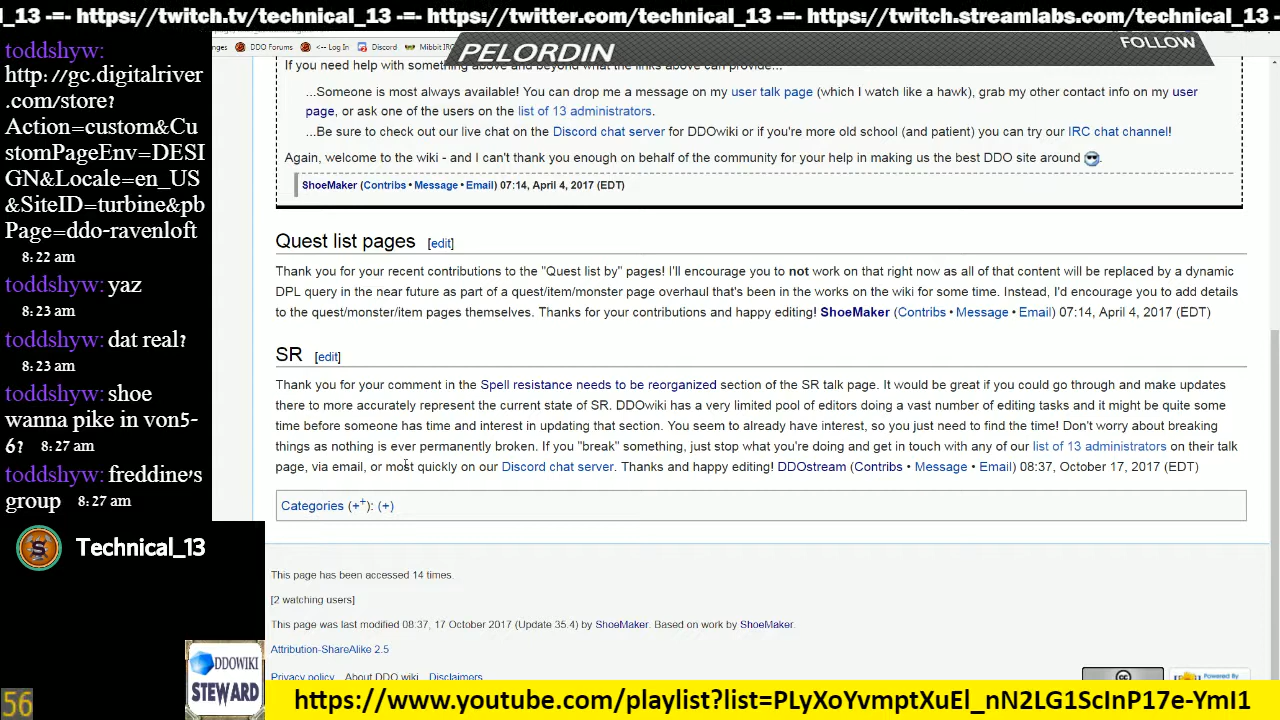 l_13 -=- https://twitch.tv/technical_13 -=- https://twitter.com/technical_13 -=- https://twitch.streamlabs.com/technical_13 -
nges DDO Forums <-- Log In Discord Mibbit IRC
PELORDIN
FOLLOW
toddshyw:
http://gc.digitalriver
.com/store?
Action=custom&Cu
stomPageEnv=DESI
GN&Locale=en_US
&SiteID=turbine&pb
Page=ddo-ravenloft
8:22 am
toddshyw: yaz
8:23 am
toddshyw: dat real?
8:23 am
toddshyw: shoe
wanna pike in von5-
6? 8:27 am
toddshyw: freddine's
group 8:27 am
Technical_13
If you need help with something above and beyond what the links above can provide...
...Someone is most always available! You can drop me a message on my user talk page (which I watch like a hawk), grab my other contact info on my user
page, or ask one of the users on the list of 13 administrators.
...Be sure to check out our live chat on the Discord chat server for DDOwiki or if you're more old school (and patient) you can try our IRC chat channel!
Again, welcome to the wiki - and I can't thank you enough on behalf of the community for your help in making us the best DDO site around
ShoeMaker (Contribs • Message • Email) 07:14, April 4, 2017 (EDT)
Quest list pages [edit]
Thank you for your recent contributions to the "Quest list by" pages! I'll encourage you to not work on that right now as all of that content will be replaced by a dynamic
DPL query in the near future as part of a quest/item/monster page overhaul that's been in the works on the wiki for some time. Instead, I'd encourage you to add details
to the quest/monster/item pages themselves. Thanks for your contributions and happy editing! ShoeMaker (Contribs • Message • Email) 07:14, April 4, 2017 (EDT)
SR [edit]
Thank you for your comment in the Spell resistance needs to be reorganized section of the SR talk page. It would be great if you could go through and make updates
there to more accurately represent the current state of SR. DDOwiki has a very limited pool of editors doing a vast number of editing tasks and it might be quite some
time before someone has time and interest in updating that section. You seem to already have interest, so you just need to find the time! Don't worry about breaking
things as nothing is ever permanently broken. If you "break" something, just stop what you're doing and get in touch with any of our list of 13 administrators on their talk
page, via email, or most quickly on our Discord chat server. Thanks and happy editing! DDOstream (Contribs • Message • Email) 08:37, October 17, 2017 (EDT)
Categories (++): (+)
This page has been accessed 14 times.
[2 watching users]
This page was last modified 08:37, 17 October 2017 (Update 35.4) by ShoeMaker. Based on work by ShoeMaker.
Attribution-ShareAlike 2.5
Privacy policy About DDO wiki Disclaimers
Powered By
DDOWIKI
STEWARD
56
https://www.youtube.com/playlist?list=PLyXoYvmptXuEl_nN2LG1ScInP17e-YmI1